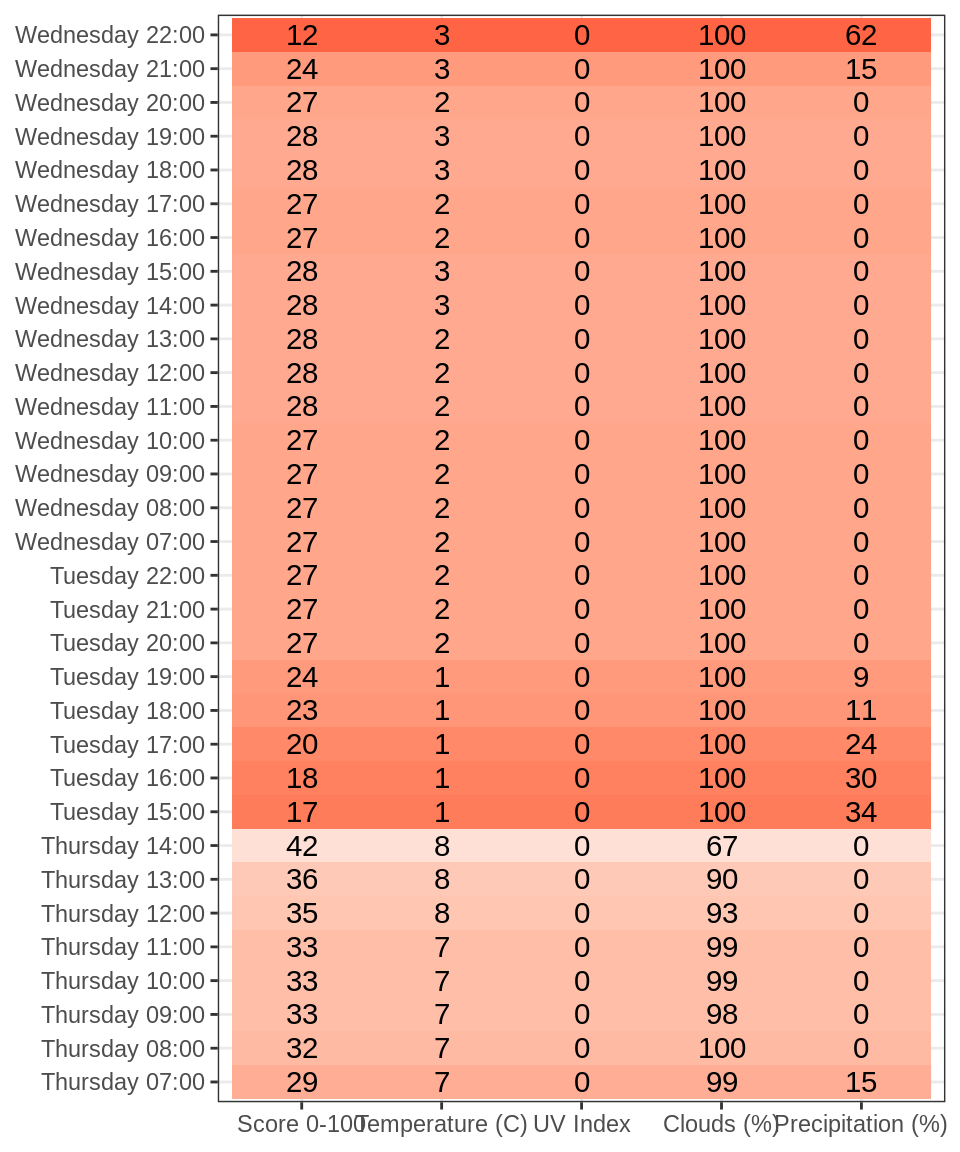 Wednesday 22:00 12 3 0 100 62
Wednesday 21:00 24 3 0 100 15
Wednesday 20:00 27 2 0 100 0
Wednesday 19:00 28 3 0 100 0
Wednesday 18:00 28 3 0 100 0
Wednesday 17:00 27 2 0 100 0
Wednesday 16:00 27 2 0 100 0
Wednesday 15:00 28 3 0 100 0
Wednesday 14:00 28 3 0 100 0
Wednesday 13:00 28 2 0 100 0
Wednesday 12:00 28 2 0 100 0
Wednesday 11:00 28 2 0 100 0
Wednesday 10:00 27 2 0 100 0
Wednesday 09:00 27 2 0 100 0
Wednesday 08:00 27 2 0 100 0
Wednesday 07:00 27 2 0 100 0
Tuesday 22:00 27 2 0 100 0
Tuesday 21:00 27 2 0 100 0
Tuesday 20:00 27 2 0 100 0
Tuesday 19:00 24 1 0 100 9
Tuesday 18:00 23 1 0 100 11
Tuesday 17:00 20 1 0 100 24
Tuesday 16:00 18 1 0 100 30
Tuesday 15:00 17 1 0 100 34
Thursday 14:00 42 8 0 67 0
Thursday 13:00 36 8 0 90 0
Thursday 12:00 35 8 0 93 0
Thursday 11:00 33 7 0 99 0
Thursday 10:00 33 7 0 99 0
Thursday 09:00 33 7 0 98 0
Thursday 08:00 32 7 0 100 0
Thursday 07:00 29 7 0 99 15
Score 0-100 Temperature (C) UV Index Clouds (%) Precipitation (%)